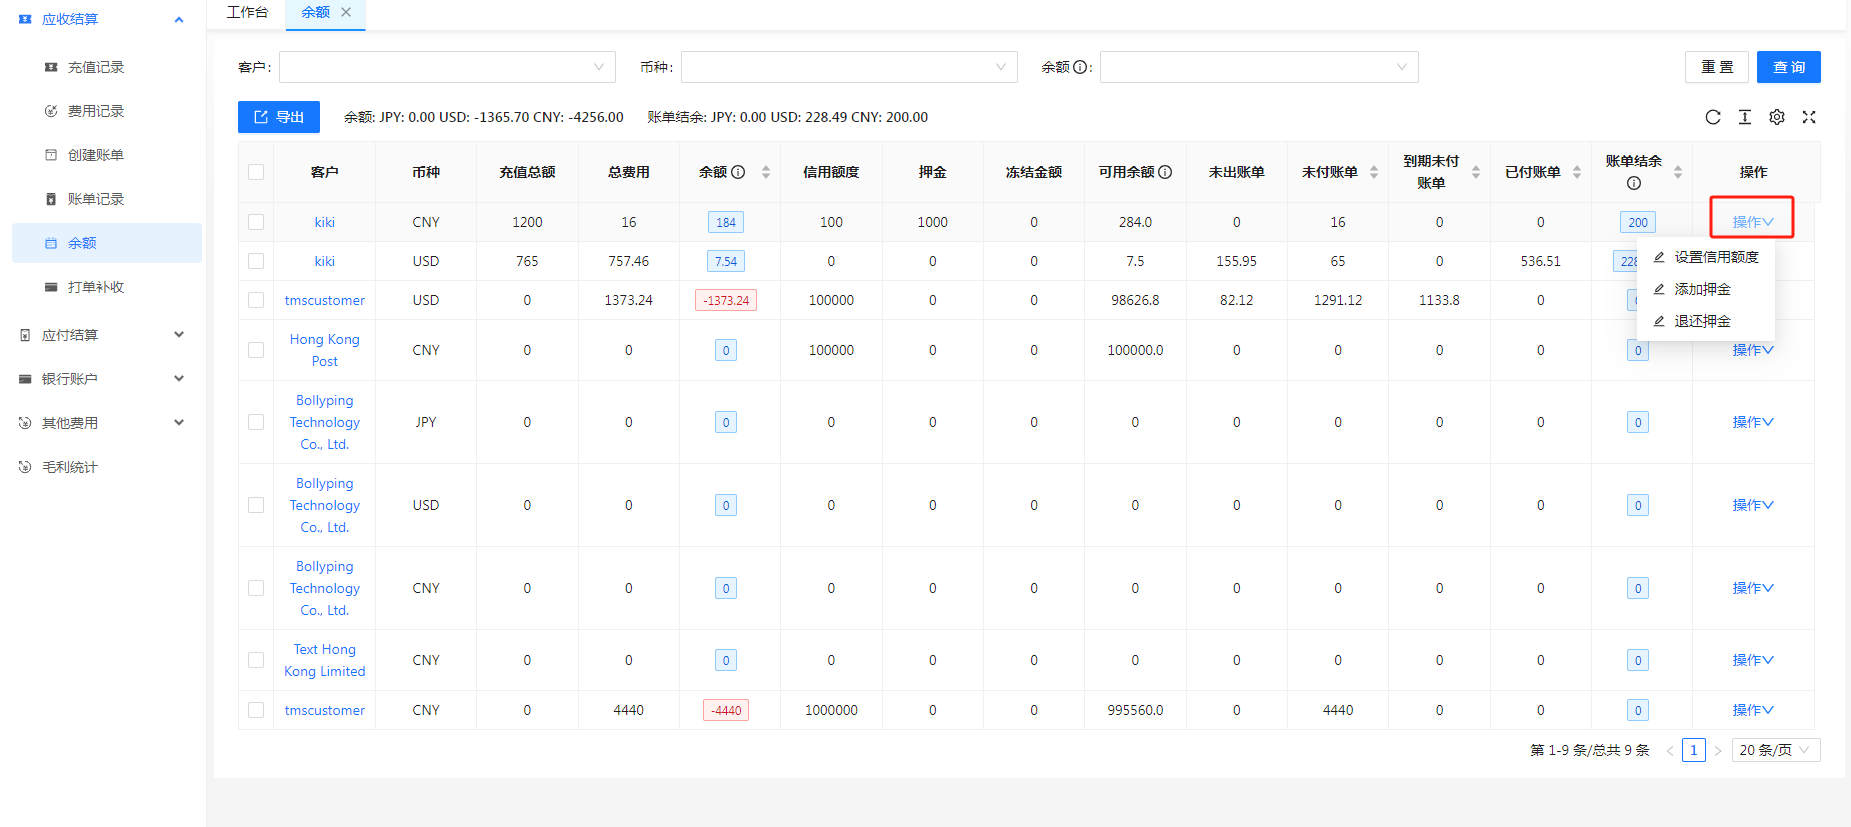 应收结算
充值记录
费用记录
创建账单
账单记录
余额
打单补收
应付结算
银行账户
其他费用
毛利统计
工作台 余额
客户: 币种: 余额 : 重 置 查 询
导出 余额: JPY: 0.00 USD: -1365.70 CNY: -4256.00 账单结余: JPY: 0.00 USD: 228.49 CNY: 200.00
客户 币种 充值总额 总费用 余额 信用额度 押金 冻结金额 可用余额 未出账单 未付账单 到期未付账单 已付账单 账单结余 操作
kiki CNY 1200 16 184 100 1000 0 284.0 0 16 0 0 200 操作
kiki USD 765 757.46 7.54 0 0 0 7.5 155.95 65 0 536.51 228
设置信用额度
添加押金
退还押金
tmscustomer USD 0 1373.24 -1373.24 100000 0 0 98626.8 82.12 1291.12 1133.8 0
Hong Kong Post CNY 0 0 0 100000 0 0 100000.0 0 0 0 0 0 操作
Bollyping Technology Co., Ltd. JPY 0 0 0 0 0 0 0 0 0 0 0 0 操作
Bollyping Technology Co., Ltd. USD 0 0 0 0 0 0 0 0 0 0 0 0 操作
Bollyping Technology Co., Ltd. CNY 0 0 0 0 0 0 0 0 0 0 0 0 操作
Text Hong Kong Limited CNY 0 0 0 0 0 0 0 0 0 0 0 0 操作
tmscustomer CNY 0 4440 -4440 1000000 0 0 995560.0 0 4440 0 0 0 操作
第 1-9 条/总共 9 条 < 1 > 20 条/页